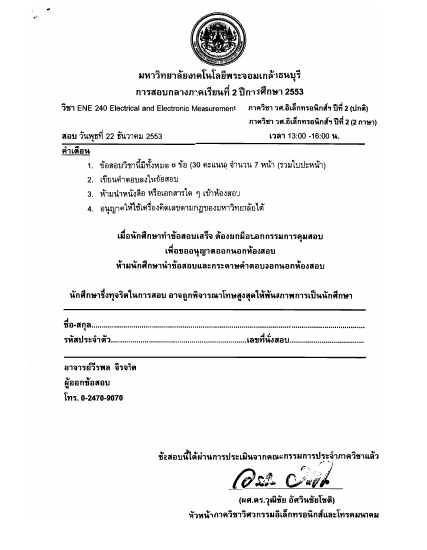 มหาวิทยาลัยเทคโนโลยีพระจอมเกล้าธนบุรี
การสอบกลางภาคเรียนที่ 2 ปีการศึกษา 2553
วิชา ENE 240 Electrical and Electronic Measurement ภาควิชา วศ.อิเล็กทรอนิกส์ฯ ปีที่ 2 (ปกติ)
ภาควิชา วศ.อิเล็กทรอนิกส์ฯ ปีที่ 2 (2 ภาษา)
สอบ วันพุธที่ 22 ธันวาคม 2553 เวลา 13:00 -16:00 น.
คำเตือน
1. ข้อสอบวิชานี้มีทั้งหมด 6 ข้อ (30 คะแนน) จำนวน 7 หน้า (รวมใบปะหน้า)
2. เขียนคำตอบลงในข้อสอบ
3. ห้ามนำหนังสือ หรือเอกสารใด ๆ เข้าห้องสอบ
4. อนุญาตให้ใช้เครื่องคิดเลขตามกฎของมหาวิทยาลัยได้
เมื่อนักศึกษาทำข้อสอบเสร็จ ต้องยกมือบอกกรรมการคุมสอบ
เพื่อขออนุญาตออกนอกห้องสอบ
ห้ามนักศึกษานำข้อสอบและกระดาษคำตอบออกนอกห้องสอบ
นักศึกษาซึ่งทุจริตในการสอบ อาจถูกพิจารณาโทษสูงสุดให้พ้นสภาพการเป็นนักศึกษา
ชื่อ-สกุล
รหัสประจำตัว เลขที่นั่งสอบ
อาจารย์วีรพล จิรจริต
ผู้ออกข้อสอบ
โทร. 0-2470-9070
ข้อสอบนี้ได้ผ่านการประเมินจากคณะกรรมการประจำภาควิชาแล้ว
(ผศ.ดร.วุฒิชัย อัศวินชัยโชติ)
หัวหน้าภาควิชาวิศวกรรมอิเล็กทรอนิกส์และโทรคมนาคม